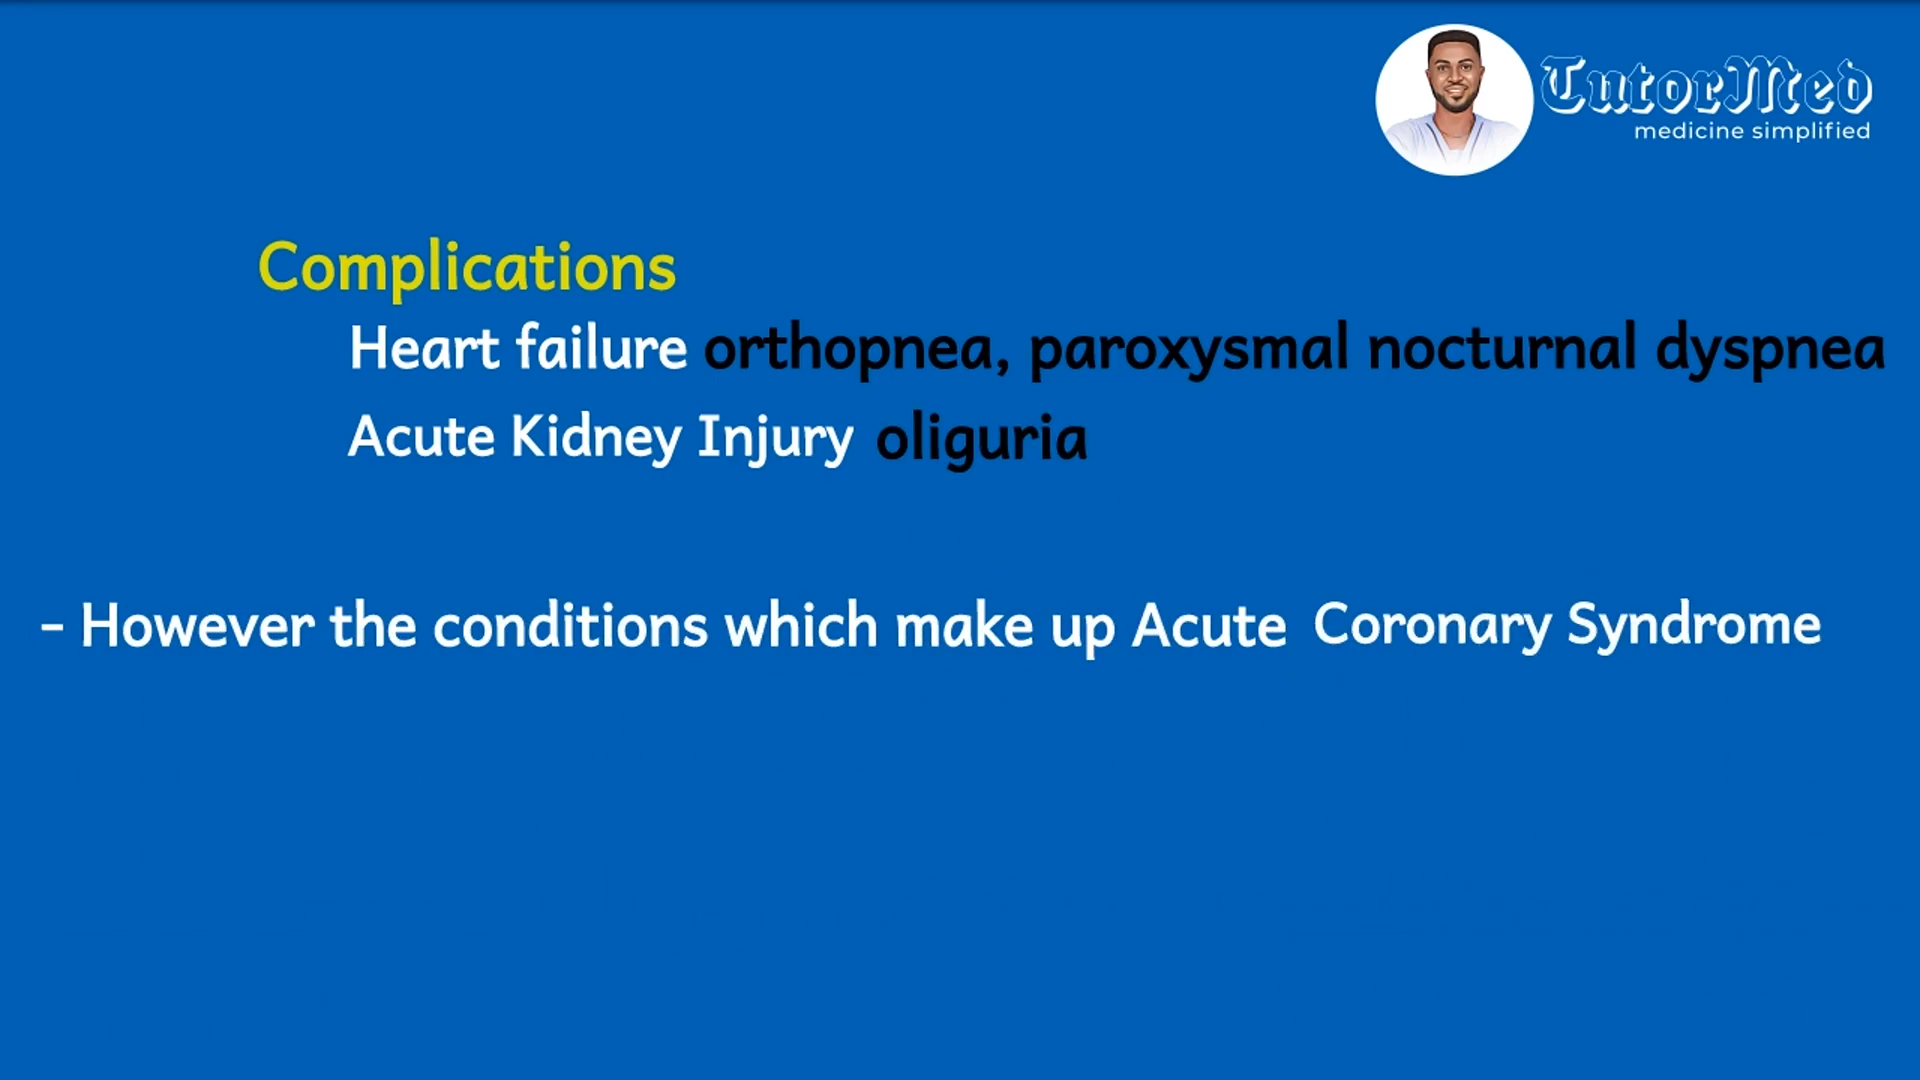 TutorMed
medicine simplified
Complications
Heart failure orthopnea, paroxysmal nocturnal dyspnea
Acute Kidney Injury oliguria
- However the conditions which make up Acute Coronary Syndrome